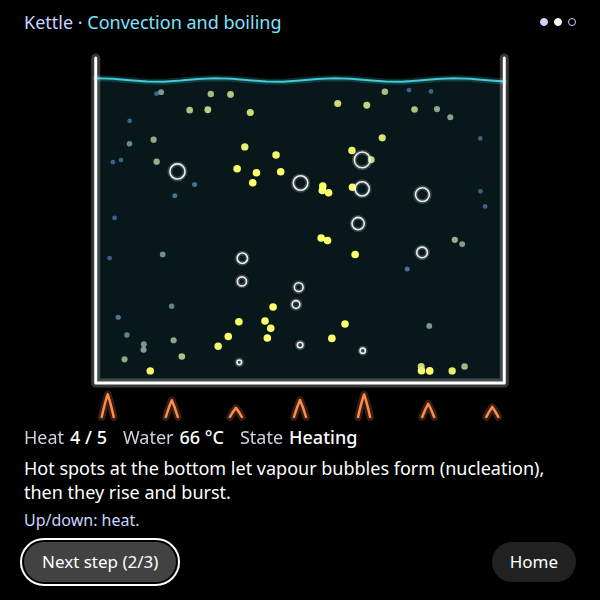 Kettle · Convection and boiling
Heat 4 / 5 Water 66 °C State Heating
Hot spots at the bottom let vapour bubbles form (nucleation),
then they rise and burst.
Up/down: heat.
Next step (2/3) Home